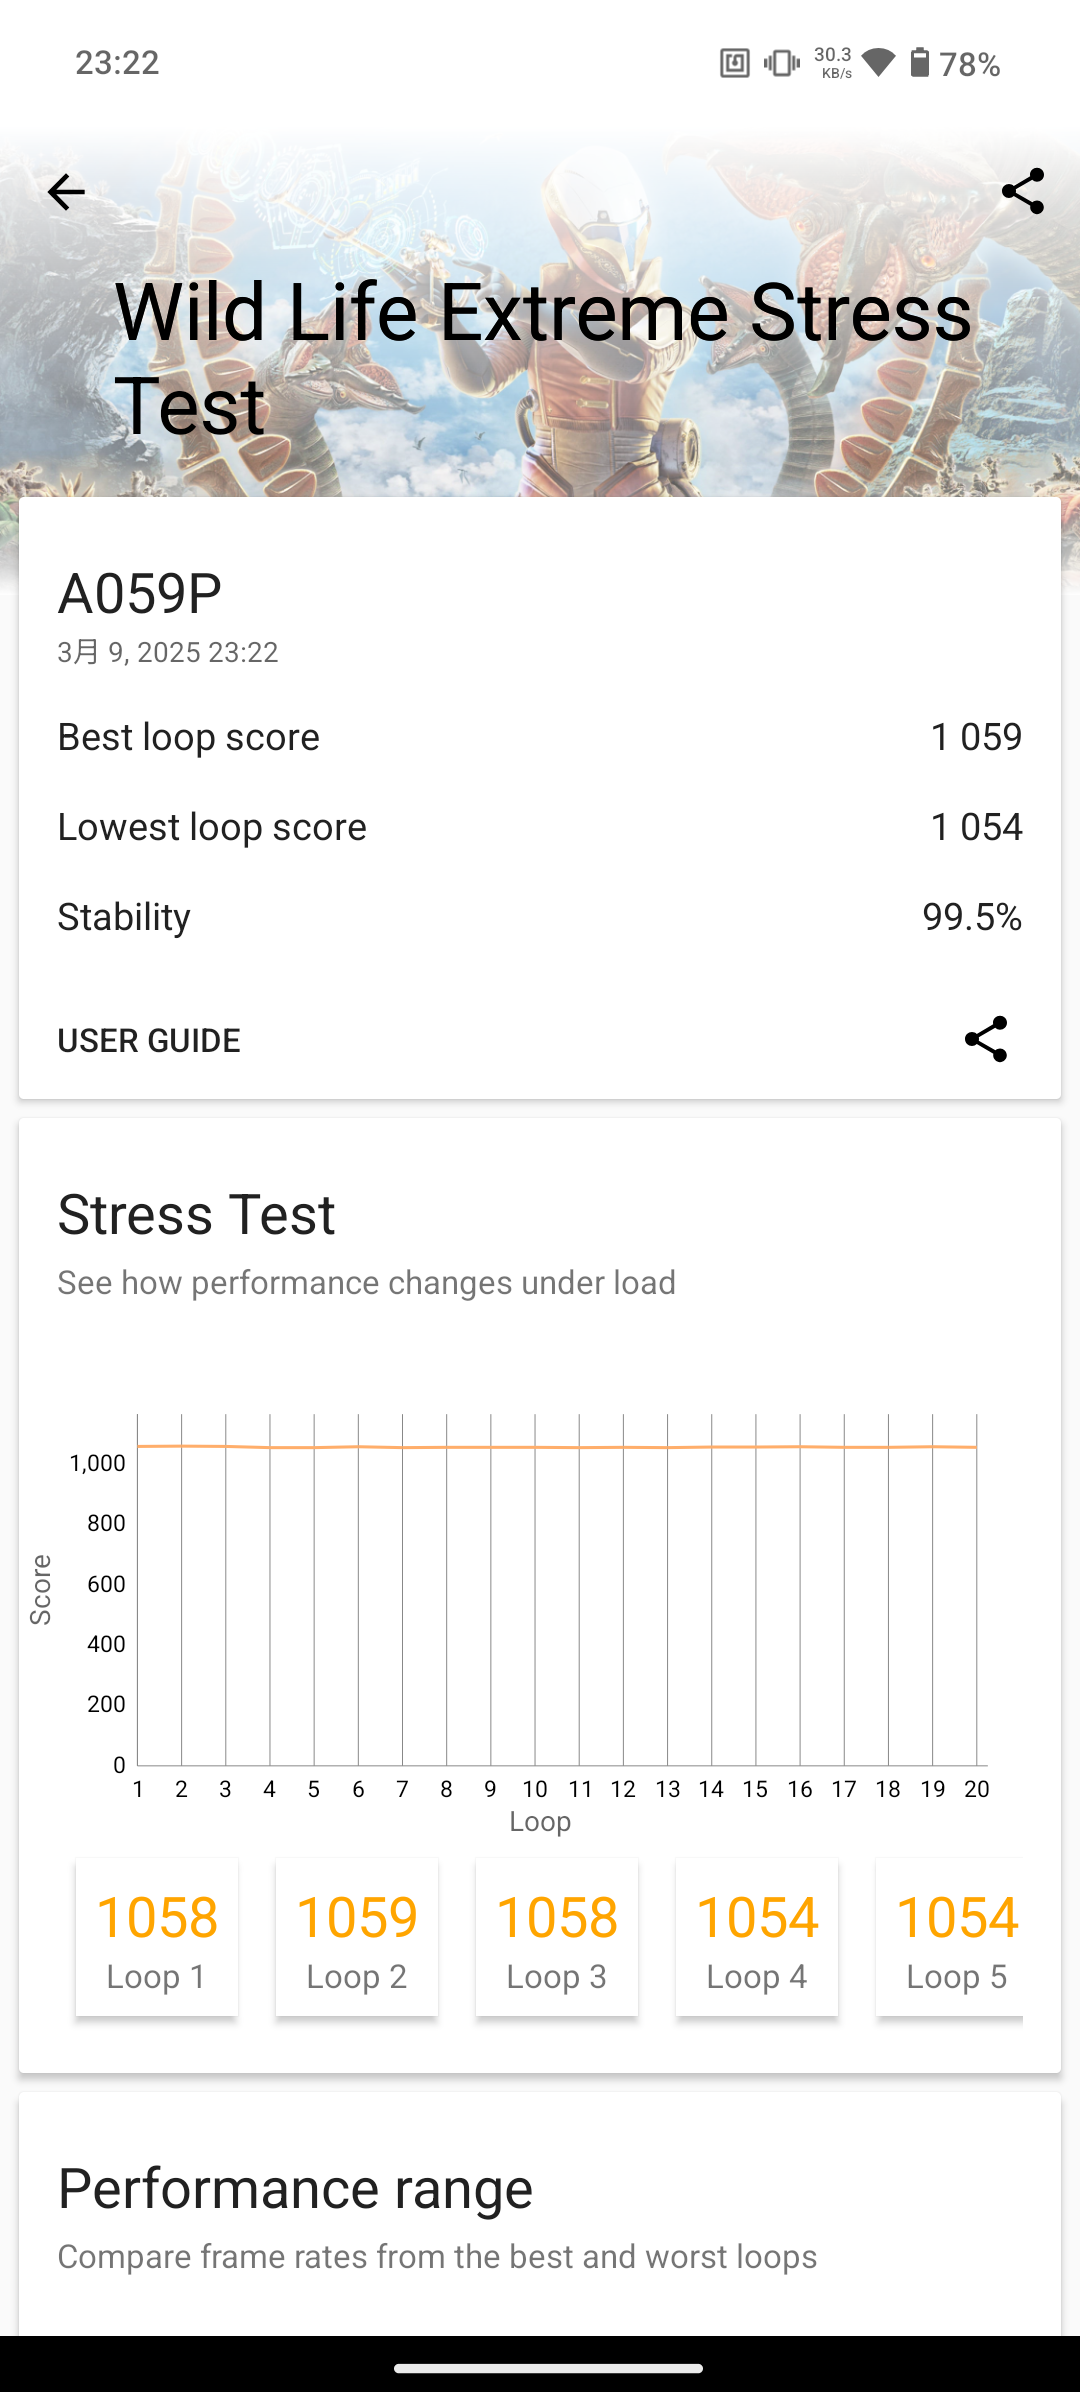 23:22
30.3
KB/s
78%
Wild Life Extreme Stress
Test
A059P
3月 9, 2025 23:22
Best loop score 1 059
Lowest loop score 1 054
Stability 99.5%
USER GUIDE
Stress Test
See how performance changes under load
1,000
800
600
400
200
0
Score
1 2 3 4 5 6 7 8 9 10 11 12 13 14 15 16 17 18 19 20
Loop
1058 1059 1058 1054 1054
Loop 1 Loop 2 Loop 3 Loop 4 Loop 5
Performance range
Compare frame rates from the best and worst loops